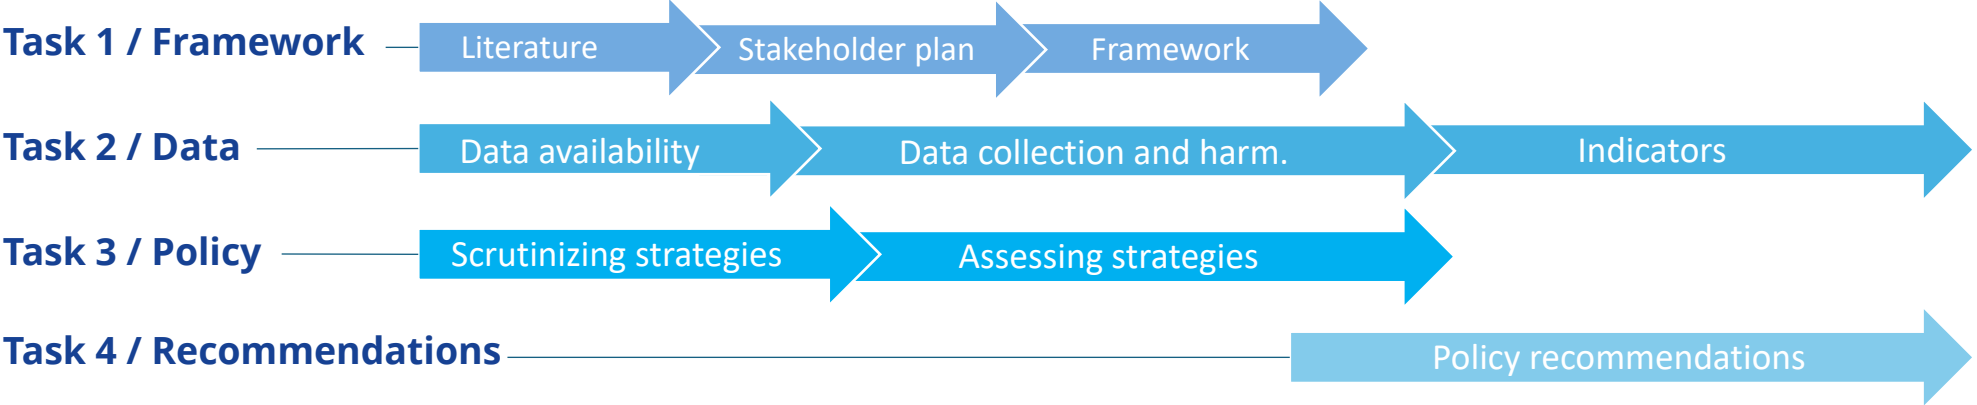 Task 1 / Framework
Literature
Stakeholder plan
Framework
Task 2 / Data
Data availability
Data collection and harm.
Indicators
Task 3 / Policy
Scrutinizing strategies
Assessing strategies
Task 4 / Recommendations
Policy recommendations